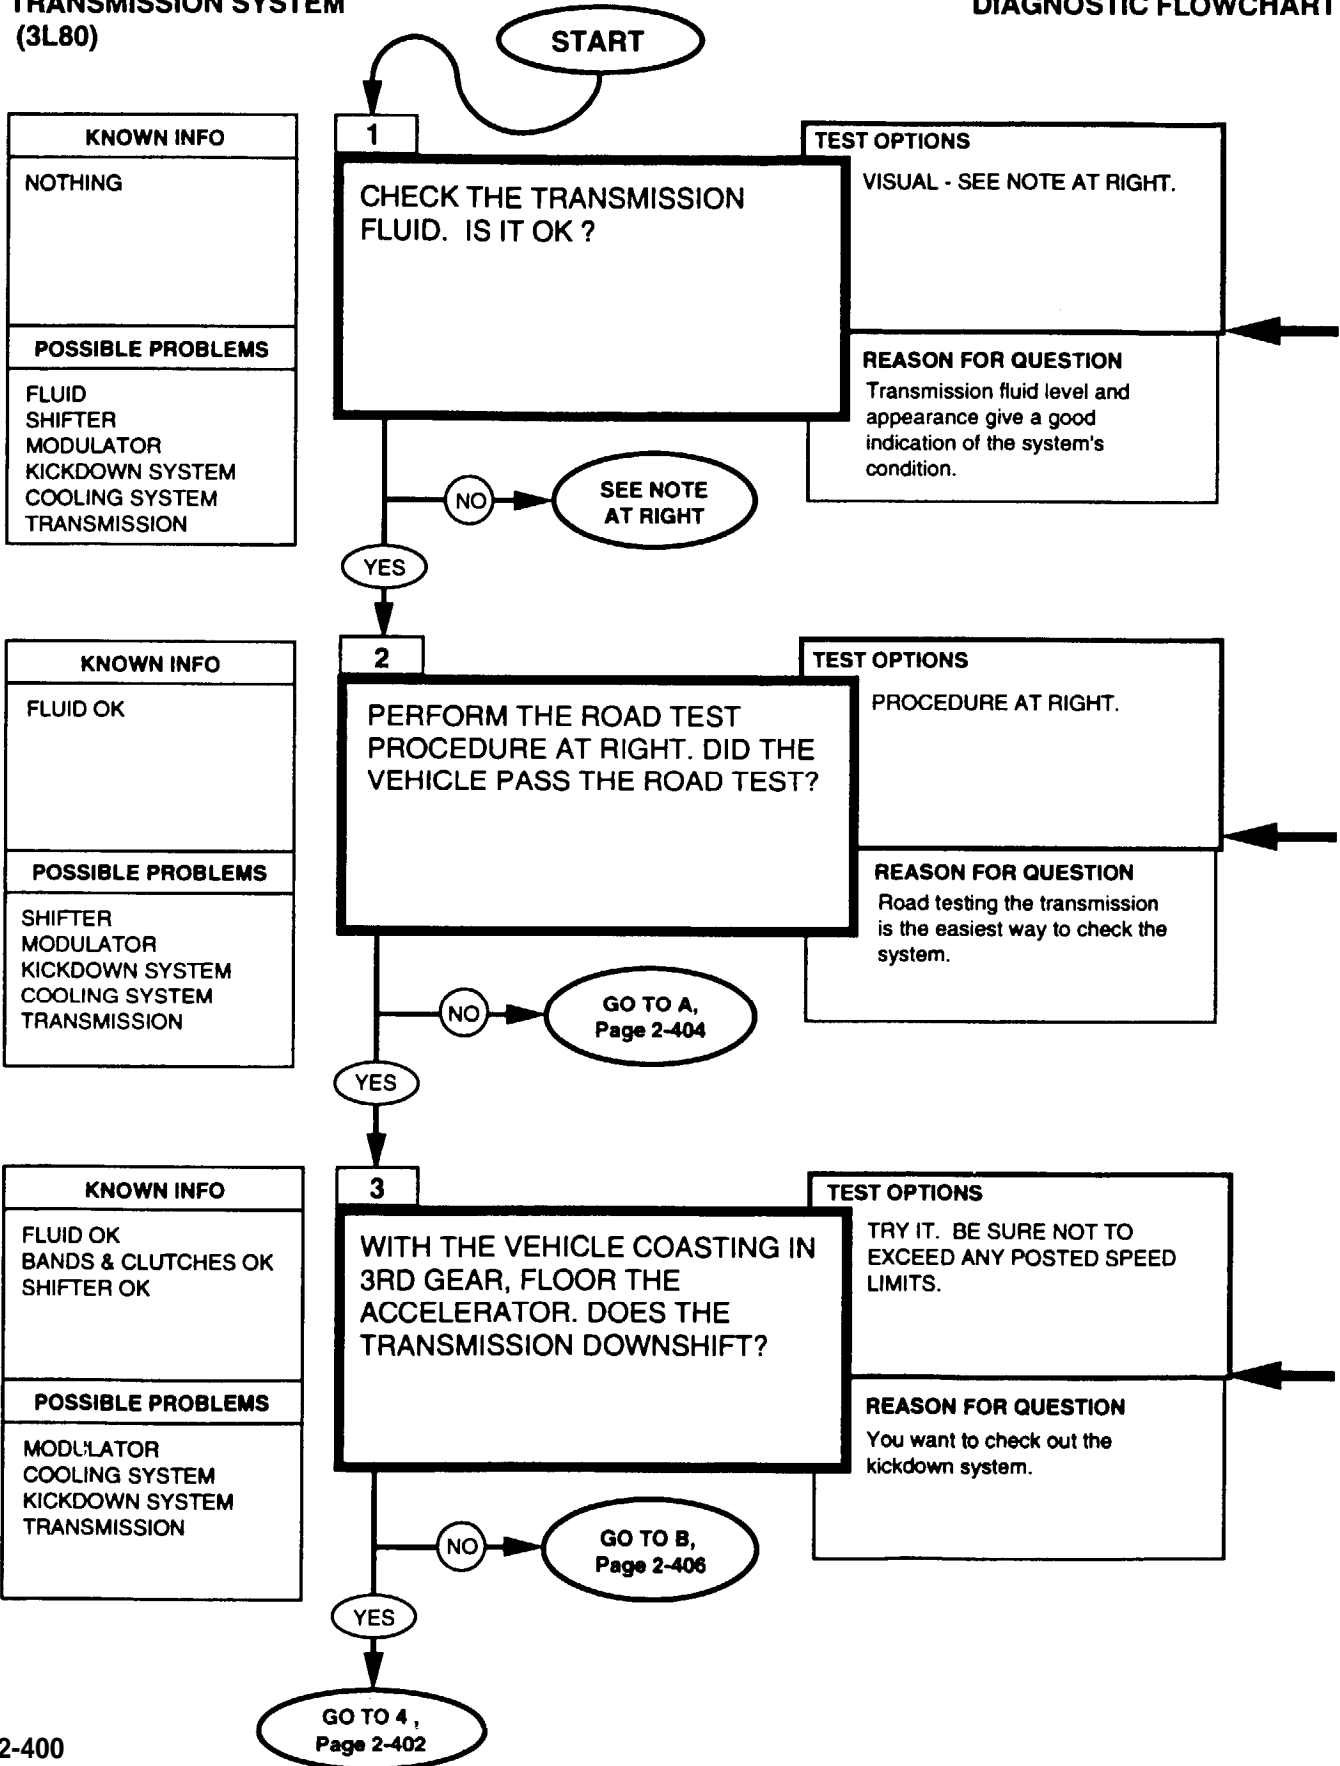 TRANSMISSION SYSTEM
(3L80)
DIAGNOSTIC FLOWCHART
START
KNOWN INFO
NOTHING
POSSIBLE PROBLEMS
FLUID
SHIFTER
MODULATOR
KICKDOWN SYSTEM
COOLING SYSTEM
TRANSMISSION
1
CHECK THE TRANSMISSION
FLUID. IS IT OK ?
TEST OPTIONS
VISUAL - SEE NOTE AT RIGHT.
REASON FOR QUESTION
Transmission fluid level and
appearance give a good
indication of the system's
condition.
NO
SEE NOTE
AT RIGHT
YES
KNOWN INFO
FLUID OK
POSSIBLE PROBLEMS
SHIFTER
MODULATOR
KICKDOWN SYSTEM
COOLING SYSTEM
TRANSMISSION
2
PERFORM THE ROAD TEST
PROCEDURE AT RIGHT. DID THE
VEHICLE PASS THE ROAD TEST?
TEST OPTIONS
PROCEDURE AT RIGHT.
REASON FOR QUESTION
Road testing the transmission
is the easiest way to check the
system.
NO
GO TO A,
Page 2-404
YES
KNOWN INFO
FLUID OK
BANDS & CLUTCHES OK
SHIFTER OK
POSSIBLE PROBLEMS
MODULATOR
COOLING SYSTEM
KICKDOWN SYSTEM
TRANSMISSION
3
WITH THE VEHICLE COASTING IN
3RD GEAR, FLOOR THE
ACCELERATOR. DOES THE
TRANSMISSION DOWNSHIFT?
TEST OPTIONS
TRY IT. BE SURE NOT TO
EXCEED ANY POSTED SPEED
LIMITS.
REASON FOR QUESTION
You want to check out the
kickdown system.
NO
GO TO B,
Page 2-406
YES
GO TO 4 ,
Page 2-402
2-400